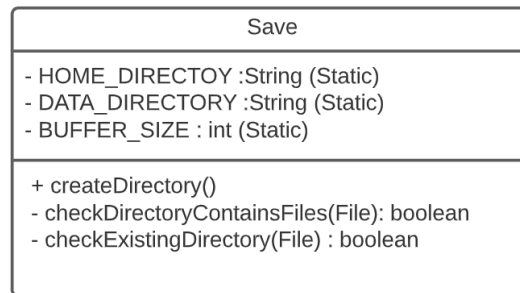 Save
- HOME_DIRECTOY :String (Static)
- DATA_DIRECTORY :String (Static)
- BUFFER_SIZE : int (Static)
+ createDirectory()
- checkDirectoryContainsFiles(File): boolean
- checkExistingDirectory(File) : boolean